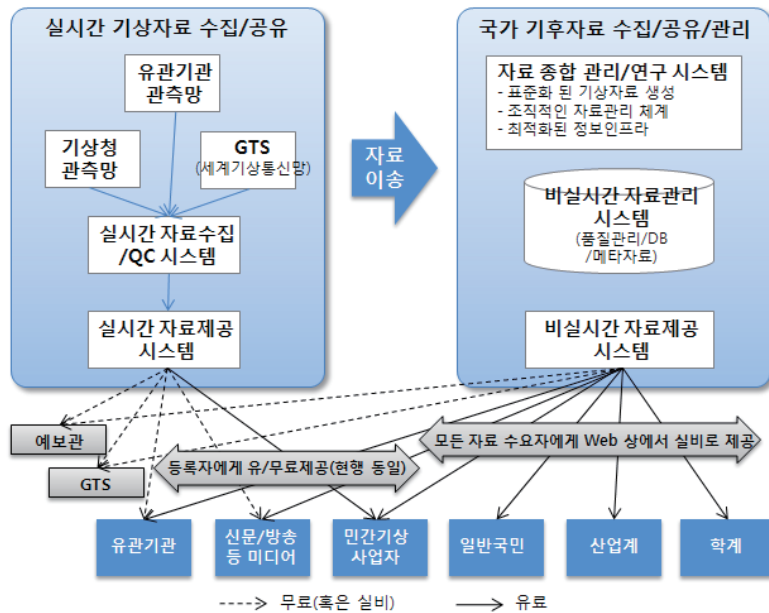 실시간 기상자료 수집/공유
유관기관
관측망
기상청
관측망
GTS
(세계기상통신망)
실시간 자료수집
/QC 시스템
실시간 자료제공
시스템
자료
이송
국가 기후자료 수집/공유/관리
자료 종합 관리/연구 시스템
- 표준화 된 기상자료 생성
- 조직적인 자료관리 체계
- 최적화된 정보인프라
비실시간 자료관리
시스템
(품질관리/DB
/메타자료)
비실시간 자료제공
시스템
예보관
GTS
등록자에게 유/무료제공(현행 동일)
모든 자료 수요자에게 Web 상에서 실비로 제공
유관기관
신문/방송
등 미디어
민간기상
사업자
일반국민
산업계
학계
무료(혹은 실비)
유료